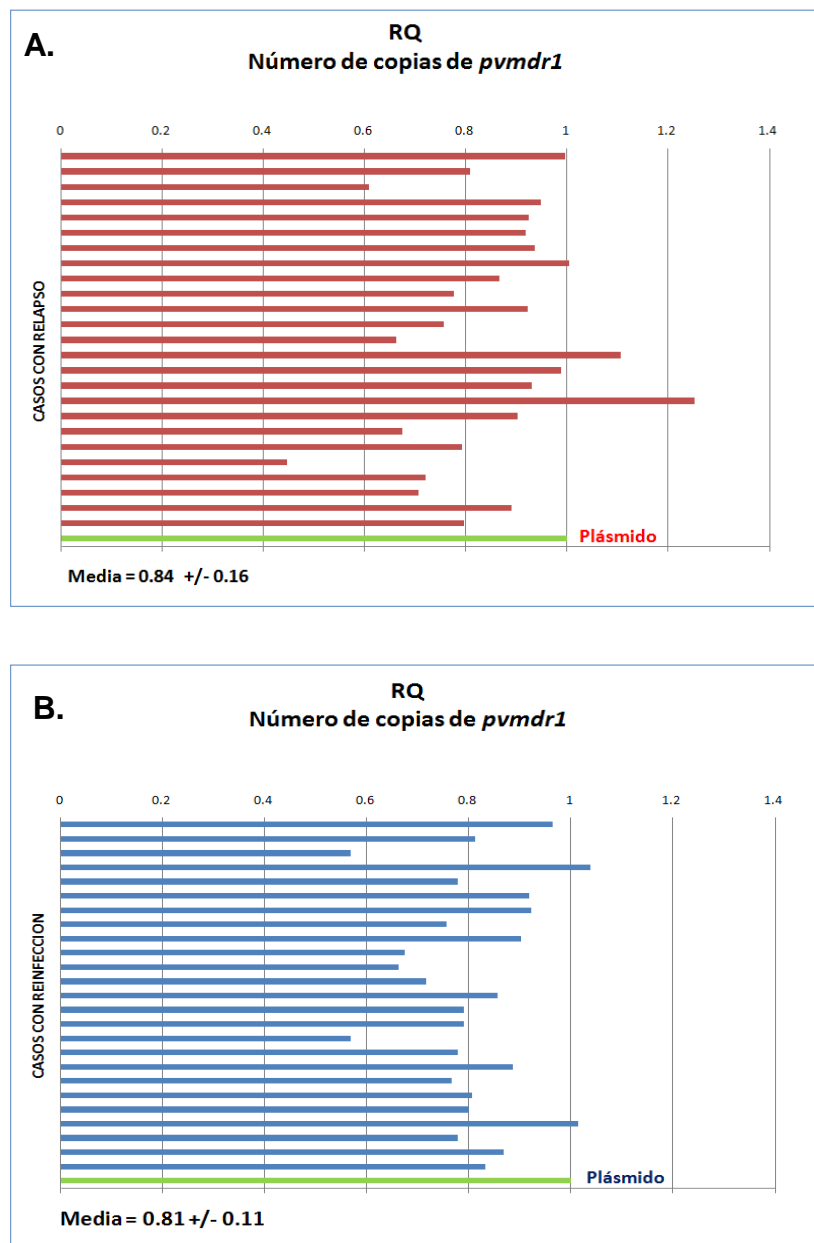 A.
RQ
Número de copias de pvmdr1
0 0.2 0.4 0.6 0.8 1 1.2 1.4
CASOS CON RELAPSO
Plásmido
Media = 0.84 +/- 0.16
B.
RQ
Número de copias de pvmdr1
0 0.2 0.4 0.6 0.8 1 1.2 1.4
CASOS CON REINFECCION
Plásmido
Media = 0.81 +/- 0.11